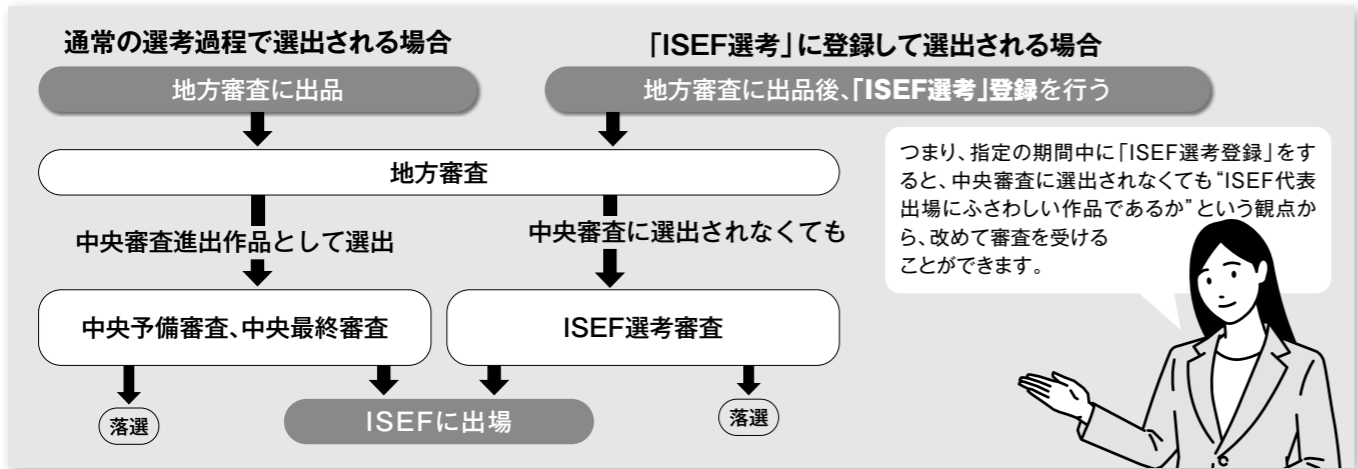 通常の選考過程で選出される場合
「ISEF選考」に登録して選出される場合
地方審査に出品
地方審査に出品後、「ISEF選考」登録を行う
地方審査
中央審査進出作品として選出
中央審査に選出されなくても
中央予備審査、中央最終審査
ISEF選考審査
落選
ISEFに出場
落選
つまり、指定の期間中に「ISEF選考登録」をす
ると、中央審査に選出されなくても“ISEF代表
出場にふさわしい作品であるか”という観点か
ら、改めて審査を受ける
ことができます。